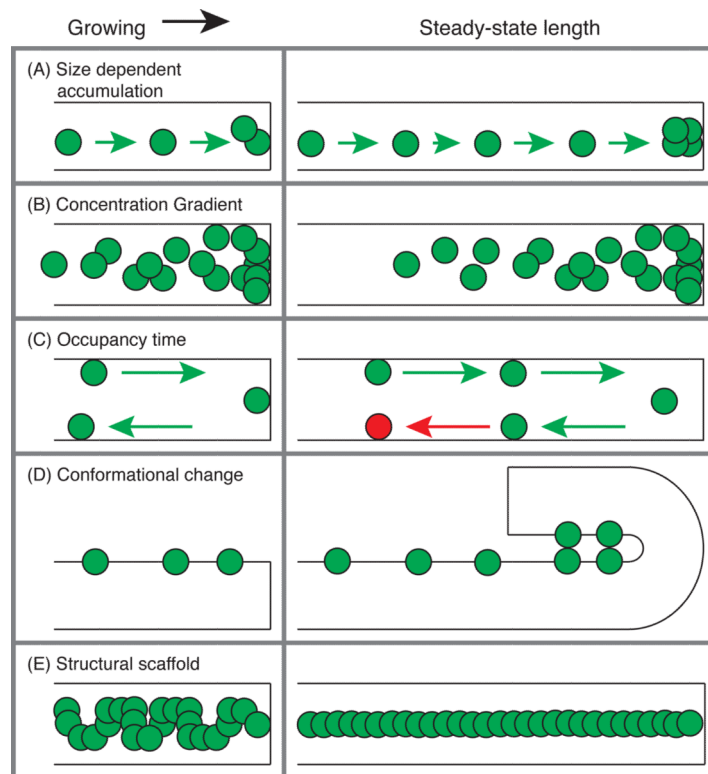 Growing
Steady-state length
(A) Size dependent
accumulation
(B) Concentration Gradient
(C) Occupancy time
(D) Conformational change
(E) Structural scaffold